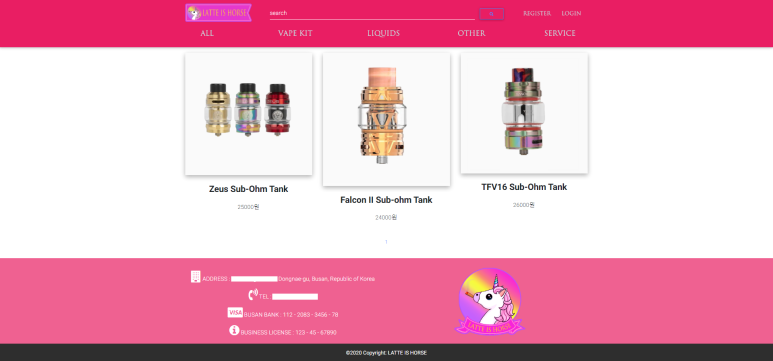 LATTE IS HORSE
search
REGISTER
LOGIN
ALL
VAPE KIT
LIQUIDS
OTHER
SERVICE
Zeus Sub-Ohm Tank
25000원
Falcon II Sub-ohm Tank
24000원
TFV16 Sub-Ohm Tank
26000원
1
ADDRESS : Dongnae-gu, Busan, Republic of Korea
TEL :
VISA BUSAN BANK : 112 - 2083 - 3456 - 78
BUSINESS LICENSE : 123 - 45 - 67890
LATTE IS HORSE
©2020 Copyright: LATTE IS HORSE